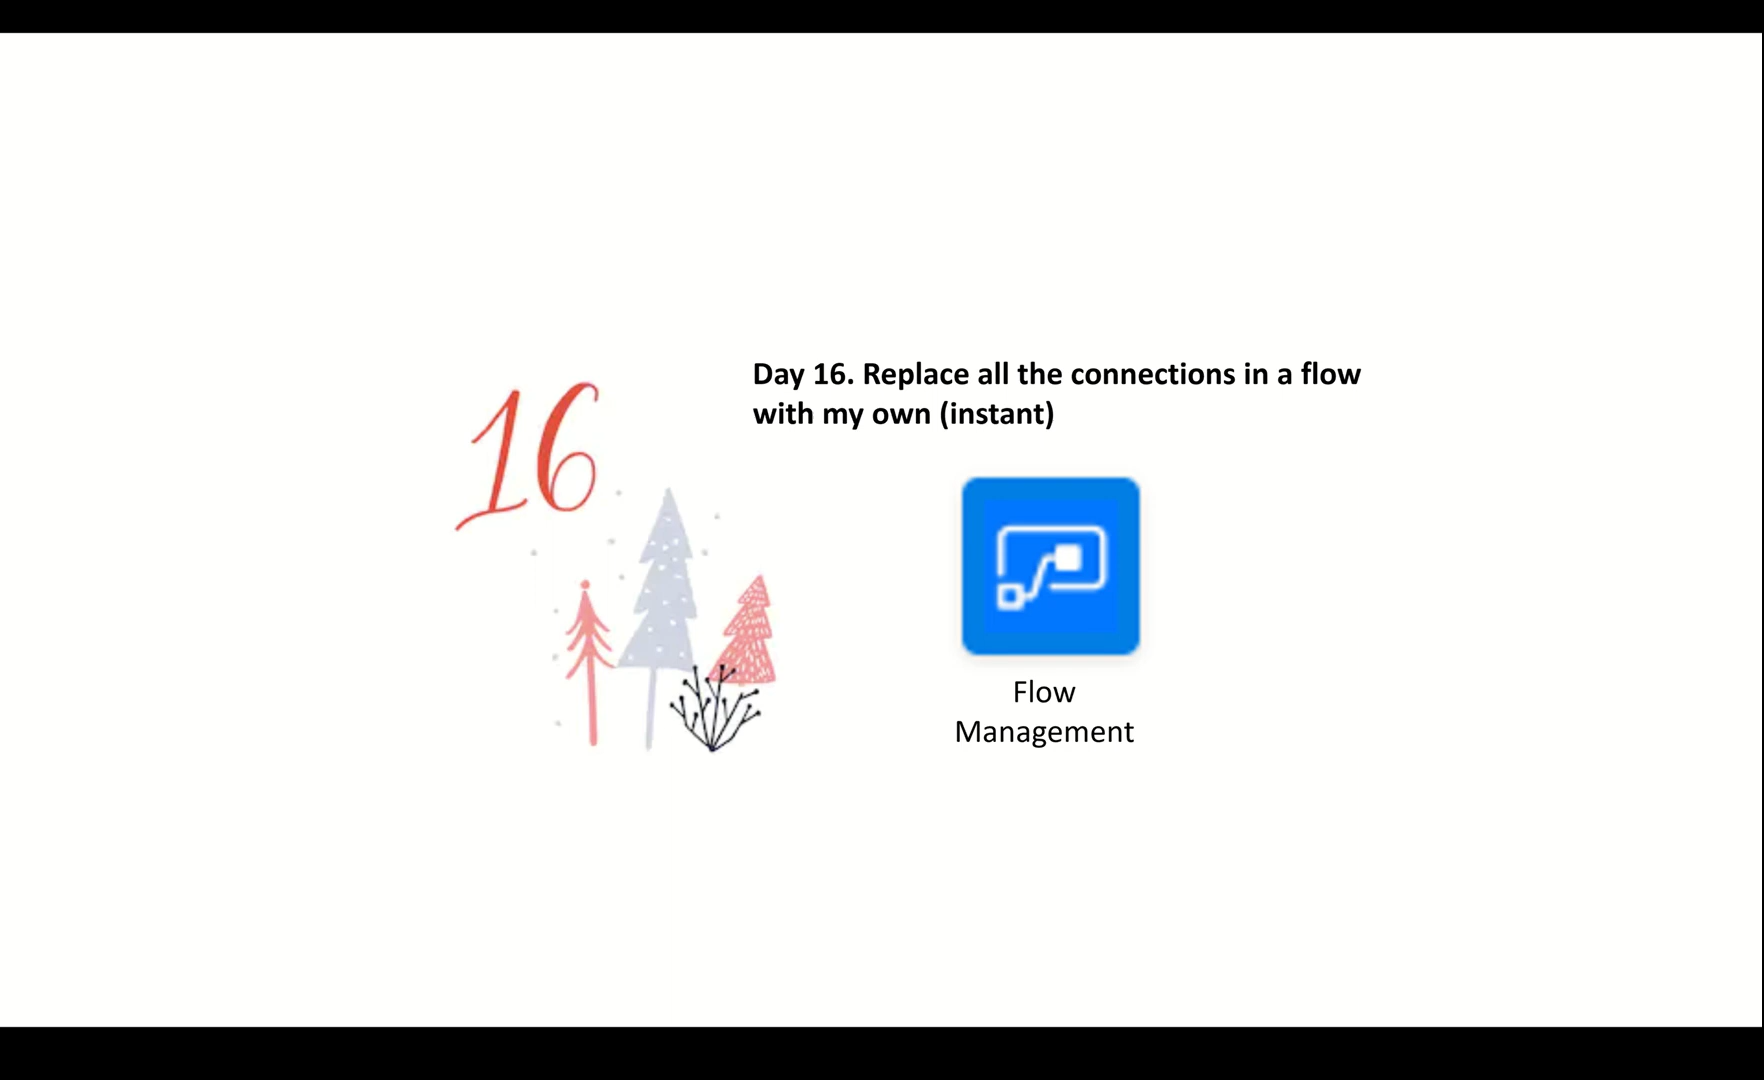 16
Day 16. Replace all the connections in a flow
with my own (instant)
Flow
Management